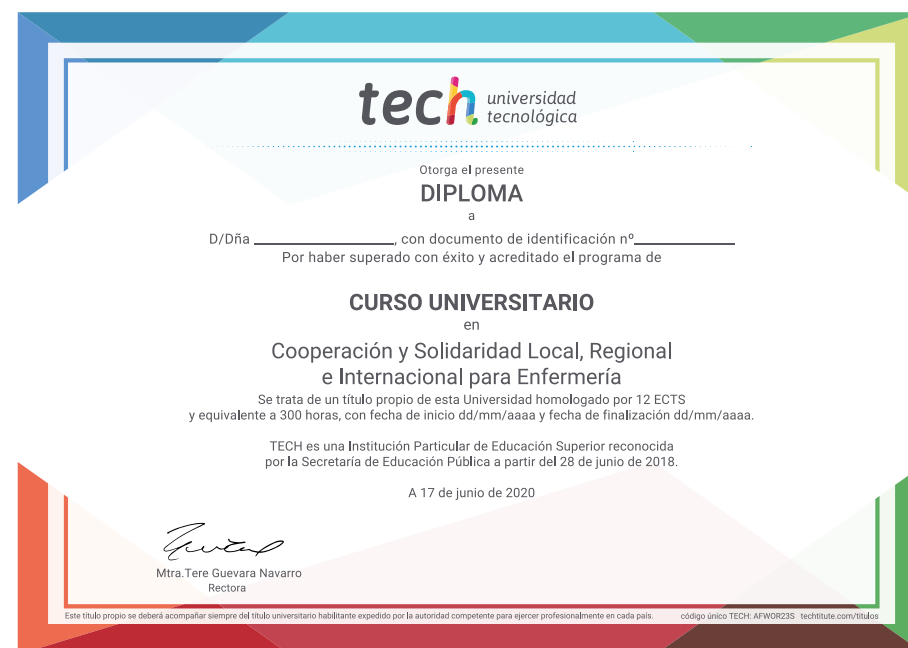 tech universidad
tecnológica
Otorga el presente
DIPLOMA
a
D/Dña ______________, con documento de identificación nº__________
Por haber superado con éxito y acreditado el programa de
CURSO UNIVERSITARIO
en
Cooperación y Solidaridad Local, Regional
e Internacional para Enfermería
Se trata de un título propio de esta Universidad homologado por 12 ECTS
y equivalente a 300 horas, con fecha de inicio dd/mm/aaaa y fecha de finalización dd/mm/aaaa.
TECH es una Institución Particular de Educación Superior reconocida
por la Secretaría de Educación Pública a partir del 28 de junio de 2018.
A 17 de junio de 2020
Mtra.Tere Guevara Navarro
Rectora
Este título propio se deberá acompañar siempre del título universitario habilitante expedido por la autoridad competente para ejercer profesionalmente en cada país. código único TECH: AFWOR23S techtitute.com/titulos